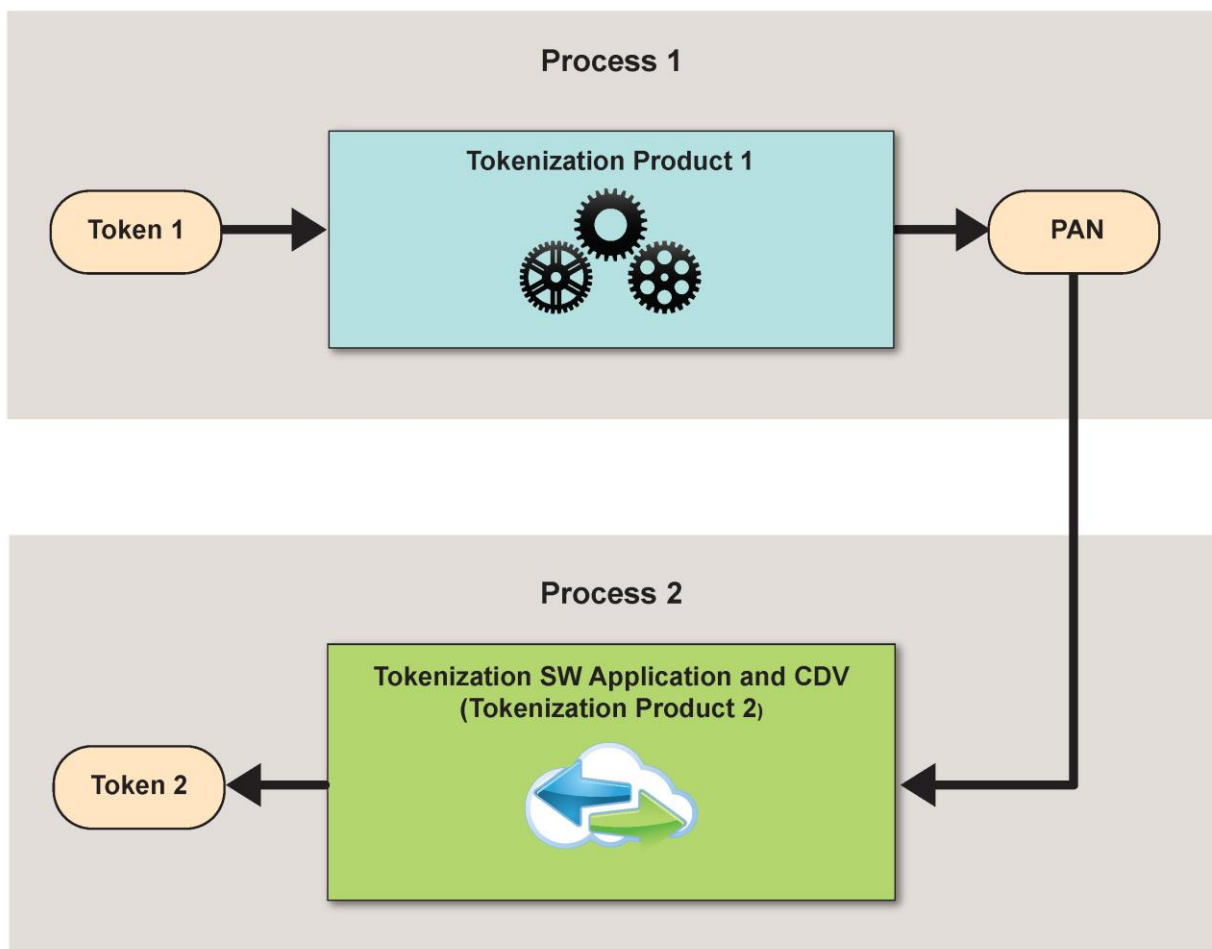 Process 1
Tokenization Product 1
Token 1
PAN
Process 2
Tokenization SW Application and CDV
(Tokenization Product 2)
Token 2